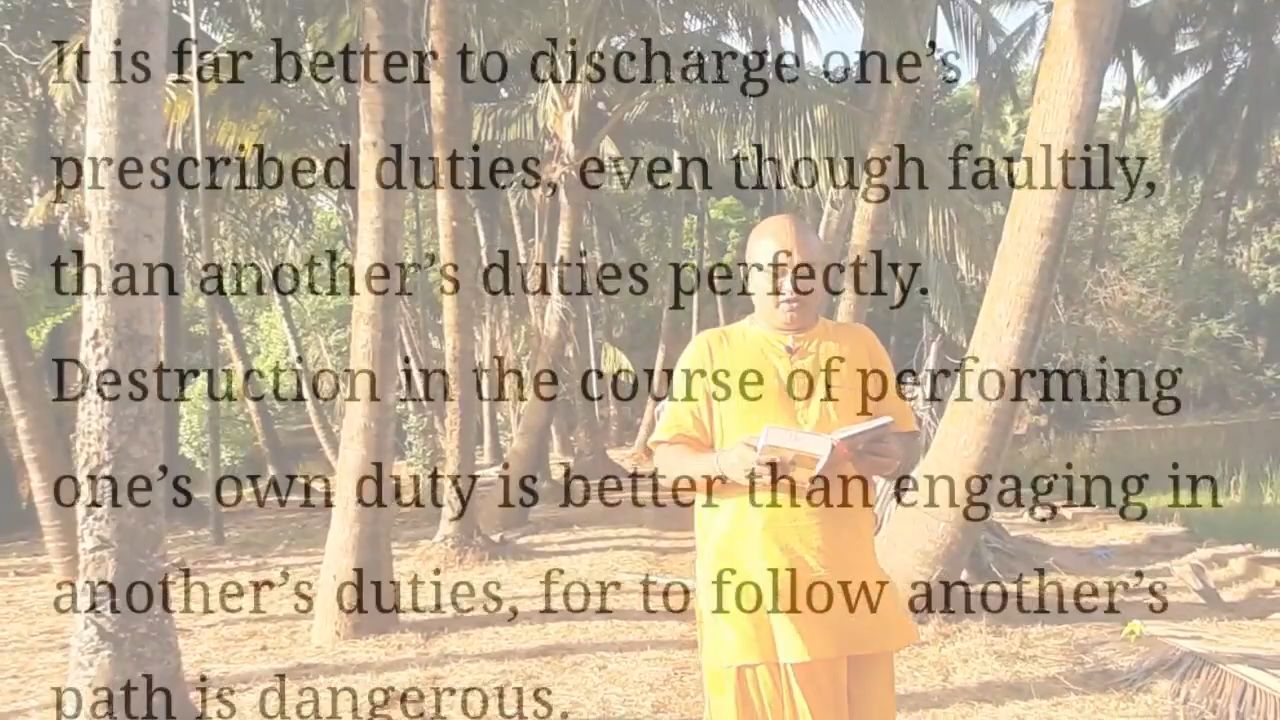 It is far better to discharge one’s
prescribed duties, even though faultily,
than another’s duties perfectly.
Destruction in the course of performing
one’s own duty is better than engaging in
another’s duties, for to follow another’s
path is dangerous.